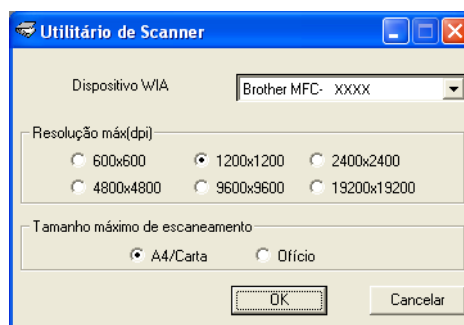 Utilitário de Scanner
Dispositivo WIA Brother MFC- XXXX
Resolução máx(dpi)
600x600 1200x1200 2400x2400
4800x4800 9600x9600 19200x19200
Tamanho máximo de escaneamento
A4/Carta Ofício
OK Cancelar